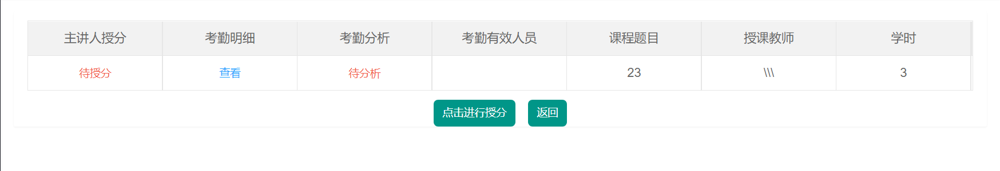 主讲人授分 考勤明细 考勤分析 考勤有效人员 课程题目 授课教师 学时
待授分 查看 待分析 23 \\\ 3
点击进行授分 返回